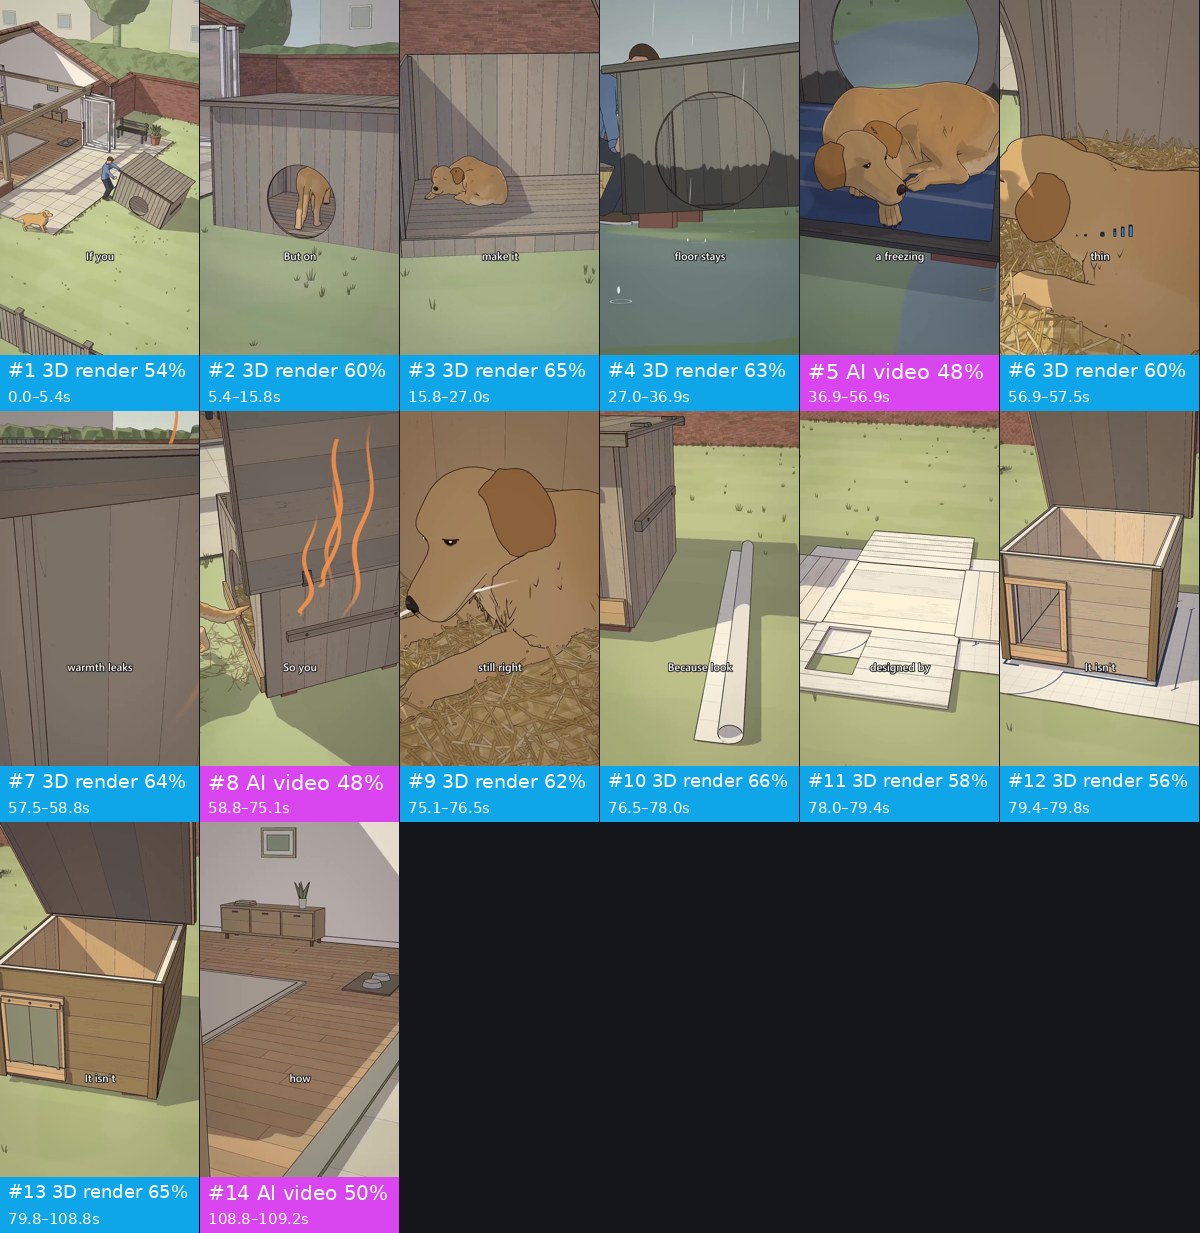 If you
#1 3D render 54%
0.0–5.4s
But on
#2 3D render 60%
5.4–15.8s
make it
#3 3D render 65%
15.8–27.0s
floor stays
#4 3D render 63%
27.0–36.9s
a freezing
#5 AI video 48%
36.9–56.9s
thin
#6 3D render 60%
56.9–57.5s
warmth leaks
#7 3D render 64%
57.5–58.8s
So you
#8 AI video 48%
58.8–75.1s
still right
#9 3D render 62%
75.1–76.5s
Because look
#10 3D render 66%
76.5–78.0s
designed by
#11 3D render 58%
78.0–79.4s
It isn't
#12 3D render 56%
79.4–79.8s
It isn't
#13 3D render 65%
79.8–108.8s
how
#14 AI video 50%
108.8–109.2s